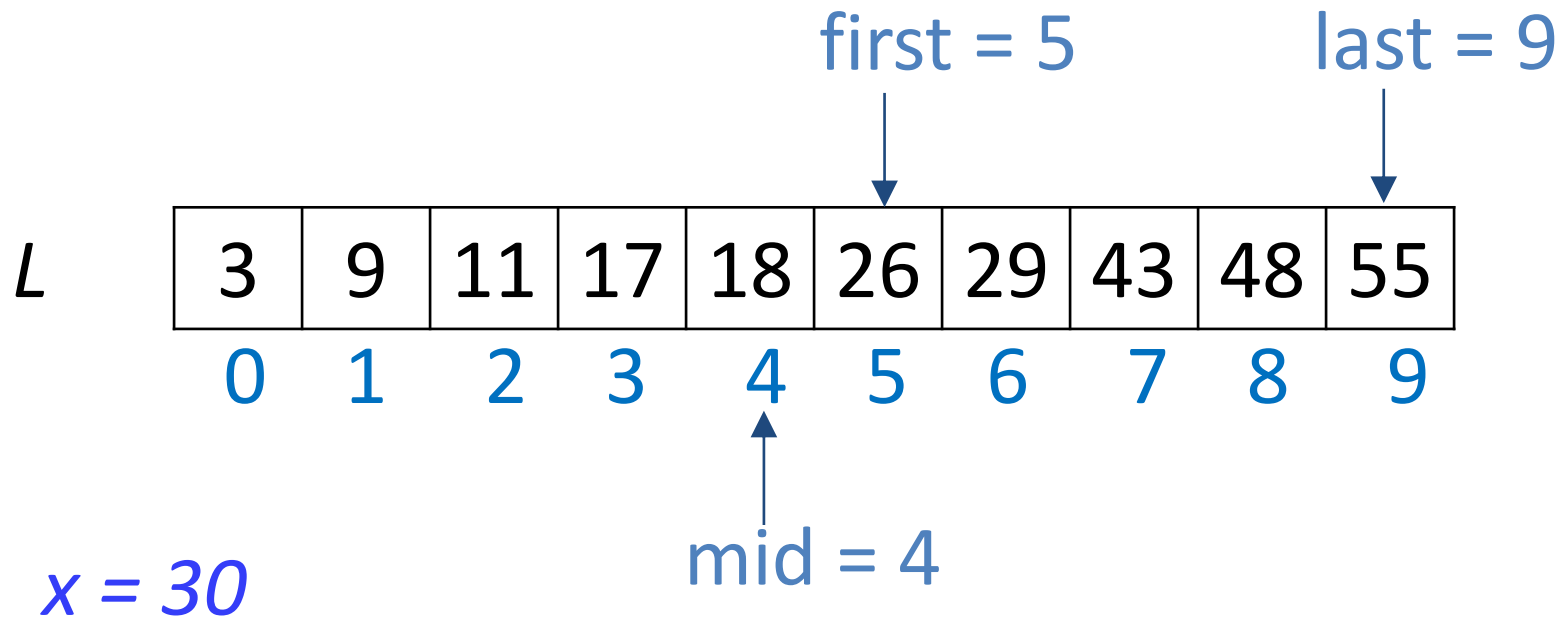 first = 5 last = 9
L 3 9 11 17 18 26 29 43 48 55
0 1 2 3 4 5 6 7 8 9
mid = 4
x = 30